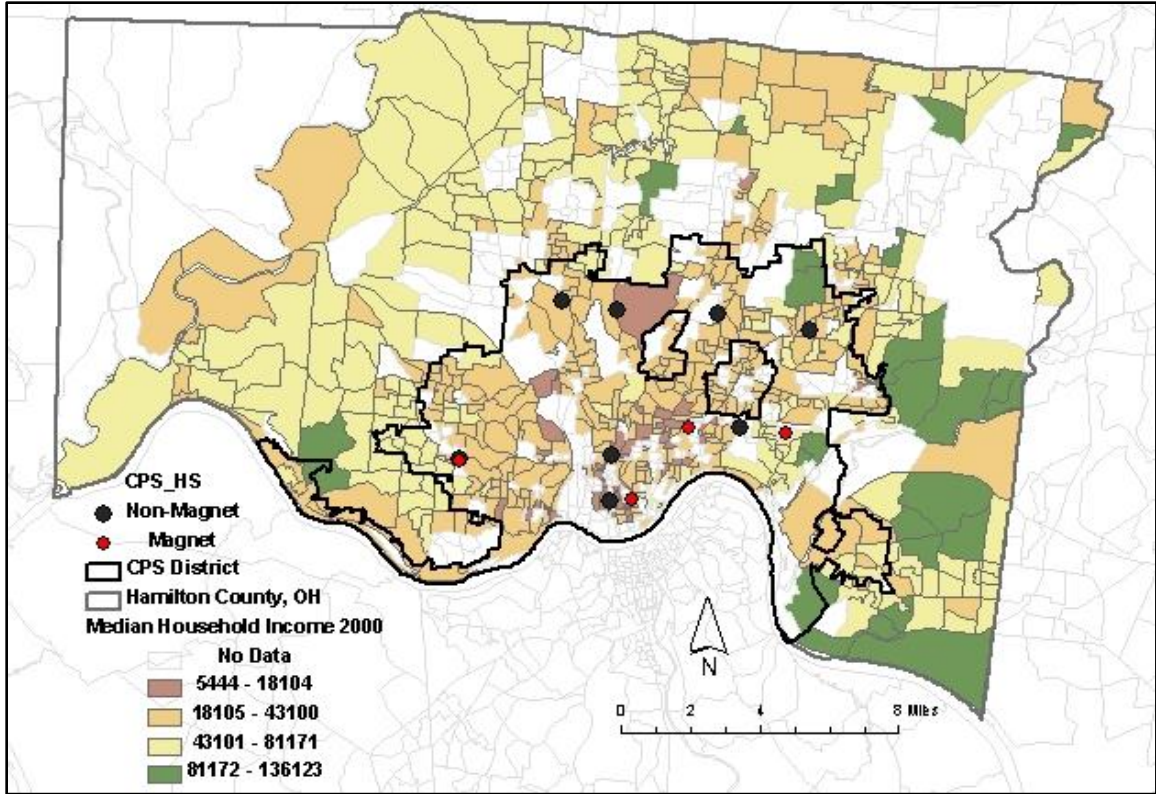 CPS_HS
Non-Magnet
Magnet
CPS District
Hamilton County, OH
Median Household Income 2000
No Data
5444 - 18104
18105 - 43100
43101 - 81171
81172 - 136123
N
0 2 4 8 Miles